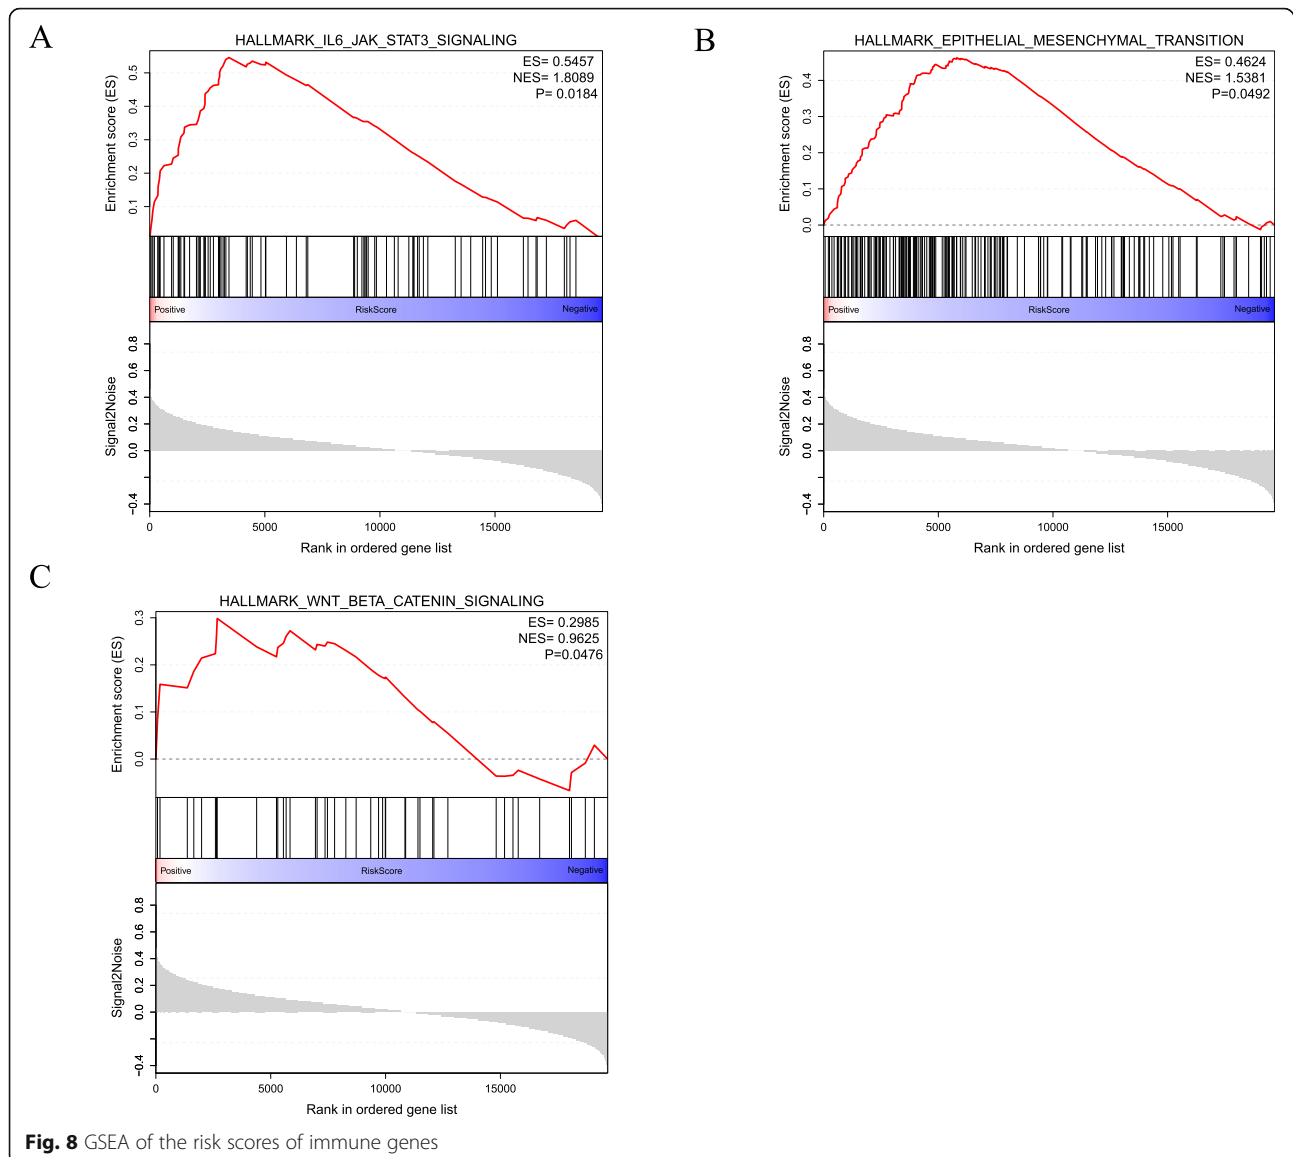 A
HALLMARK_IL6_JAK_STAT3_SIGNALING
ES= 0.5457
NES= 1.8089
P= 0.0184
Enrichment score (ES)
0.5
0.4
0.3
0.2
0.1
Positive
RiskScore
Negative
Signal2Noise
0.8
0.6
0.4
0.2
0.0
−0.4
0
5000
10000
15000
Rank in ordered gene list
B
HALLMARK_EPITHELIAL_MESENCHYMAL_TRANSITION
ES= 0.4624
NES= 1.5381
P=0.0492
Enrichment score (ES)
0.4
0.3
0.2
0.1
0.0
Positive
RiskScore
Negative
Signal2Noise
0.8
0.6
0.4
0.2
0.0
−0.4
0
5000
10000
15000
Rank in ordered gene list
C
HALLMARK_WNT_BETA_CATENIN_SIGNALING
ES= 0.2985
NES= 0.9625
P=0.0476
Enrichment score (ES)
0.3
0.2
0.1
0.0
Positive
RiskScore
Negative
Signal2Noise
0.8
0.6
0.4
0.2
0.0
−0.4
0
5000
10000
15000
Rank in ordered gene list
Fig. 8 GSEA of the risk scores of immune genes